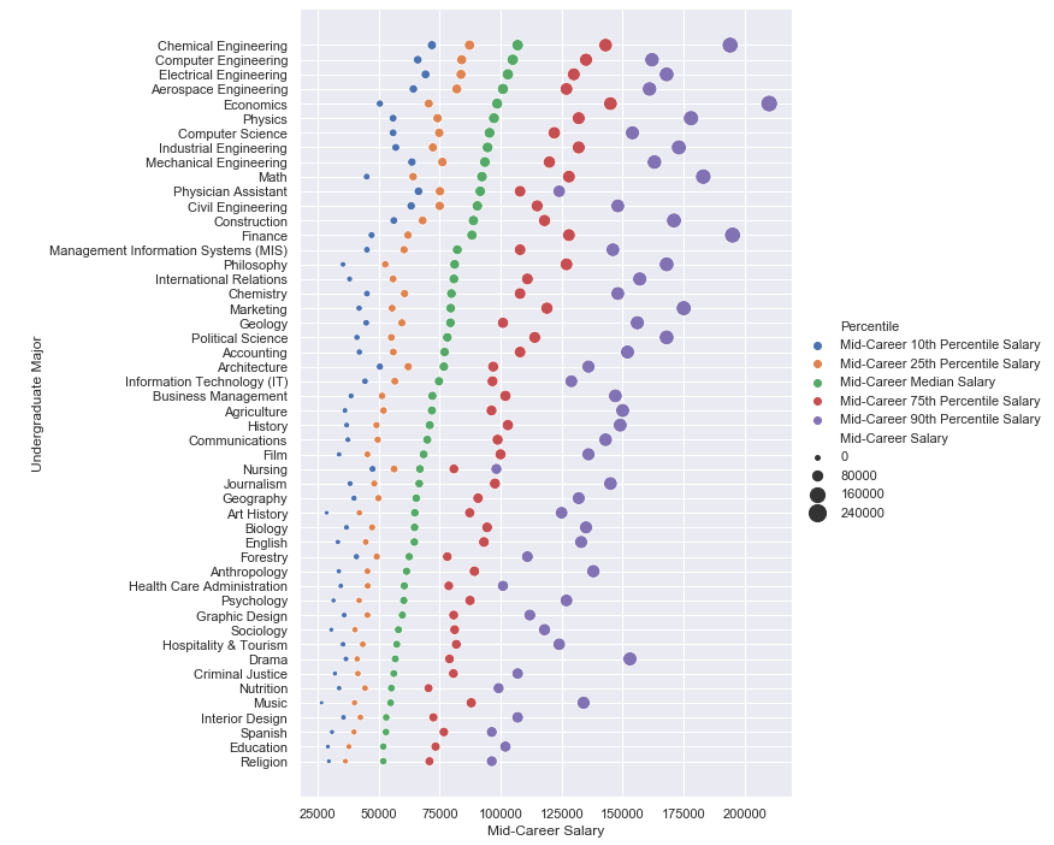 Chemical Engineering
Computer Engineering
Electrical Engineering
Aerospace Engineering
Economics
Physics
Computer Science
Industrial Engineering
Mechanical Engineering
Math
Physician Assistant
Civil Engineering
Construction
Finance
Management Information Systems (MIS)
Philosophy
International Relations
Chemistry
Marketing
Geology
Political Science
Accounting
Architecture
Information Technology (IT)
Business Management
Agriculture
History
Communications
Film
Nursing
Journalism
Geography
Art History
Biology
English
Forestry
Anthropology
Health Care Administration
Psychology
Graphic Design
Sociology
Hospitality & Tourism
Drama
Criminal Justice
Nutrition
Music
Interior Design
Spanish
Education
Religion
Undergraduate Major
25000 50000 75000 100000 125000 150000 175000 200000
Mid-Career Salary
Percentile
Mid-Career 10th Percentile Salary
Mid-Career 25th Percentile Salary
Mid-Career Median Salary
Mid-Career 75th Percentile Salary
Mid-Career 90th Percentile Salary
Mid-Career Salary
0
80000
160000
240000